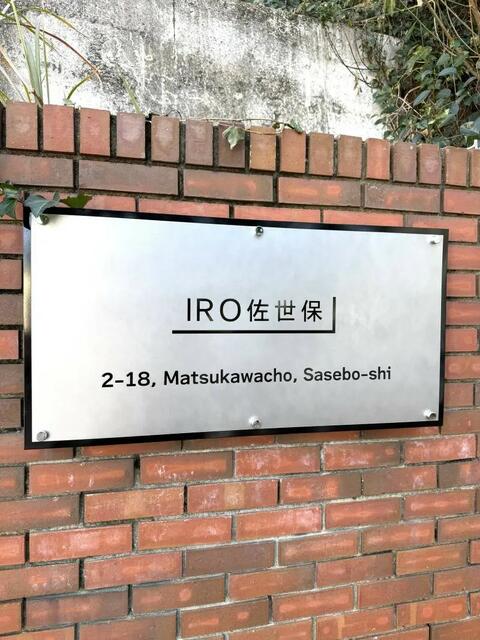 IRO佐世保
2-18, Matsukawacho, Sasebo-shi